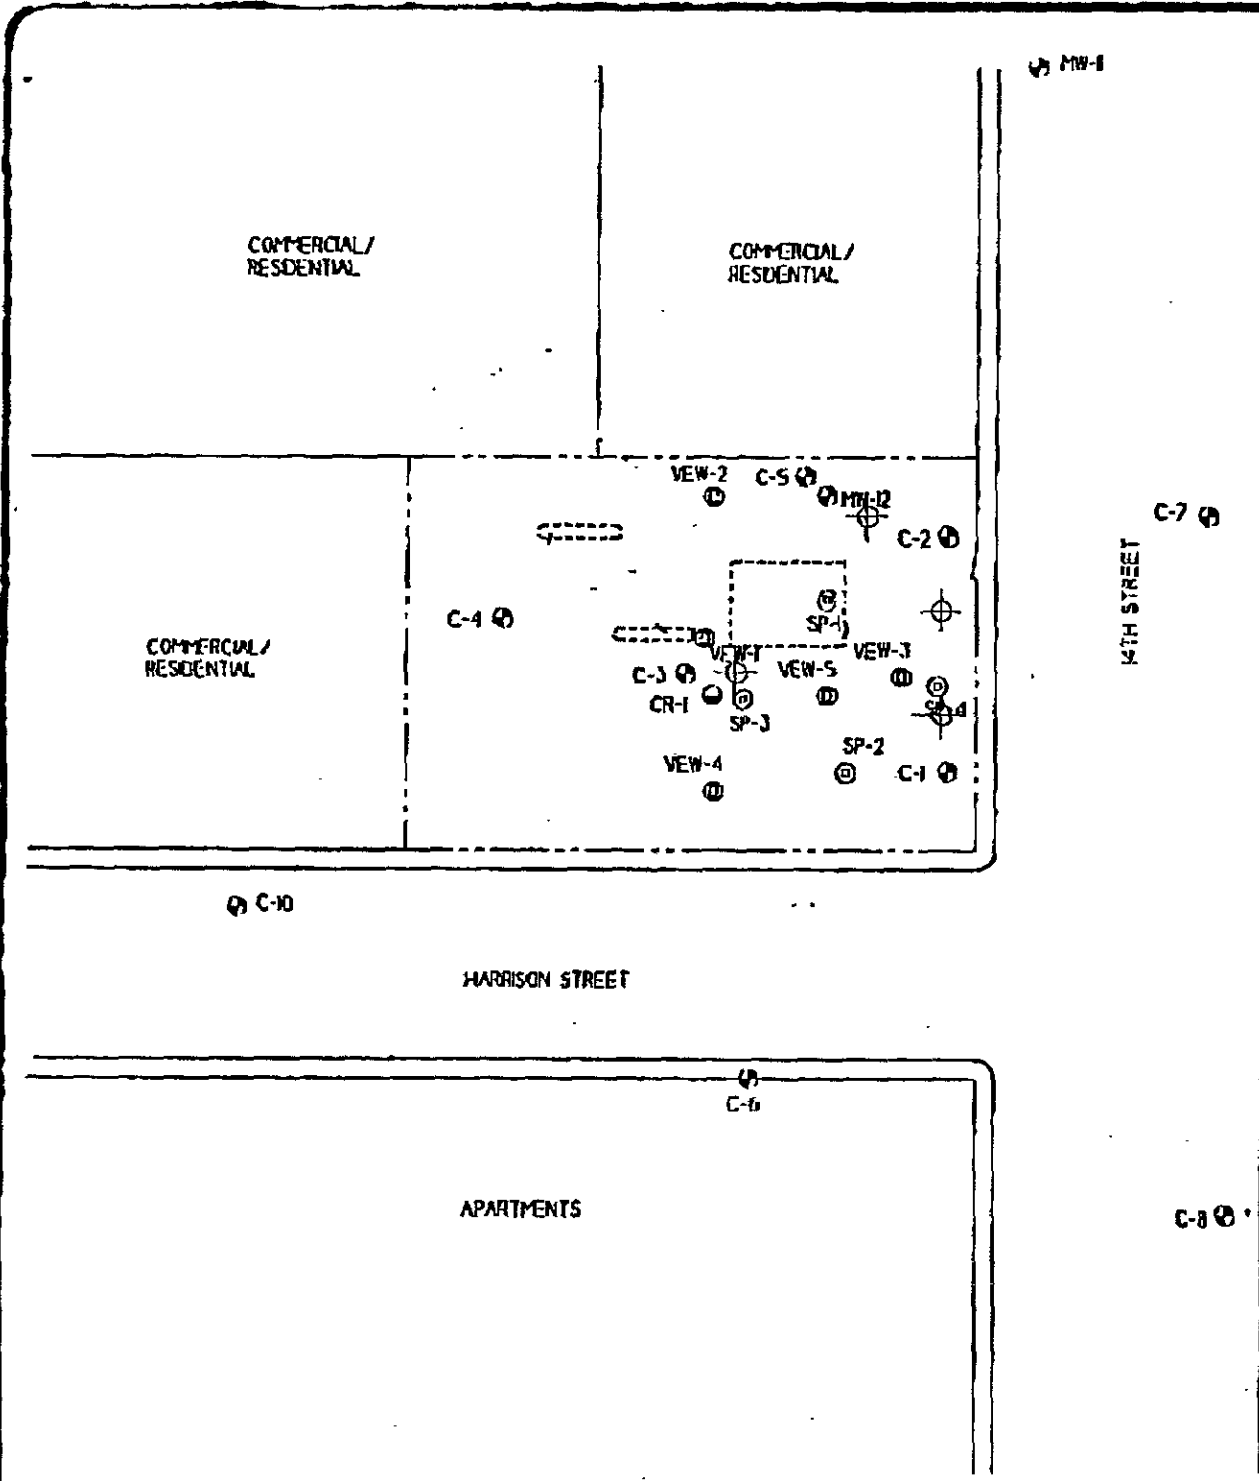 MW-11
COMMERCIAL/
RESIDENTIAL
COMMERCIAL/
RESIDENTIAL
VEW-2
C-5
MW-12
C-2
C-7
14TH STREET
C-4
SP-1
COMMERCIAL/
RESIDENTIAL
VEW-1
VEW-3
C-3
VEW-5
CR-1
SP-3
SP-4
VEW-4
SP-2
C-1
C-10
HARRISON STREET
C-6
APARTMENTS
C-8